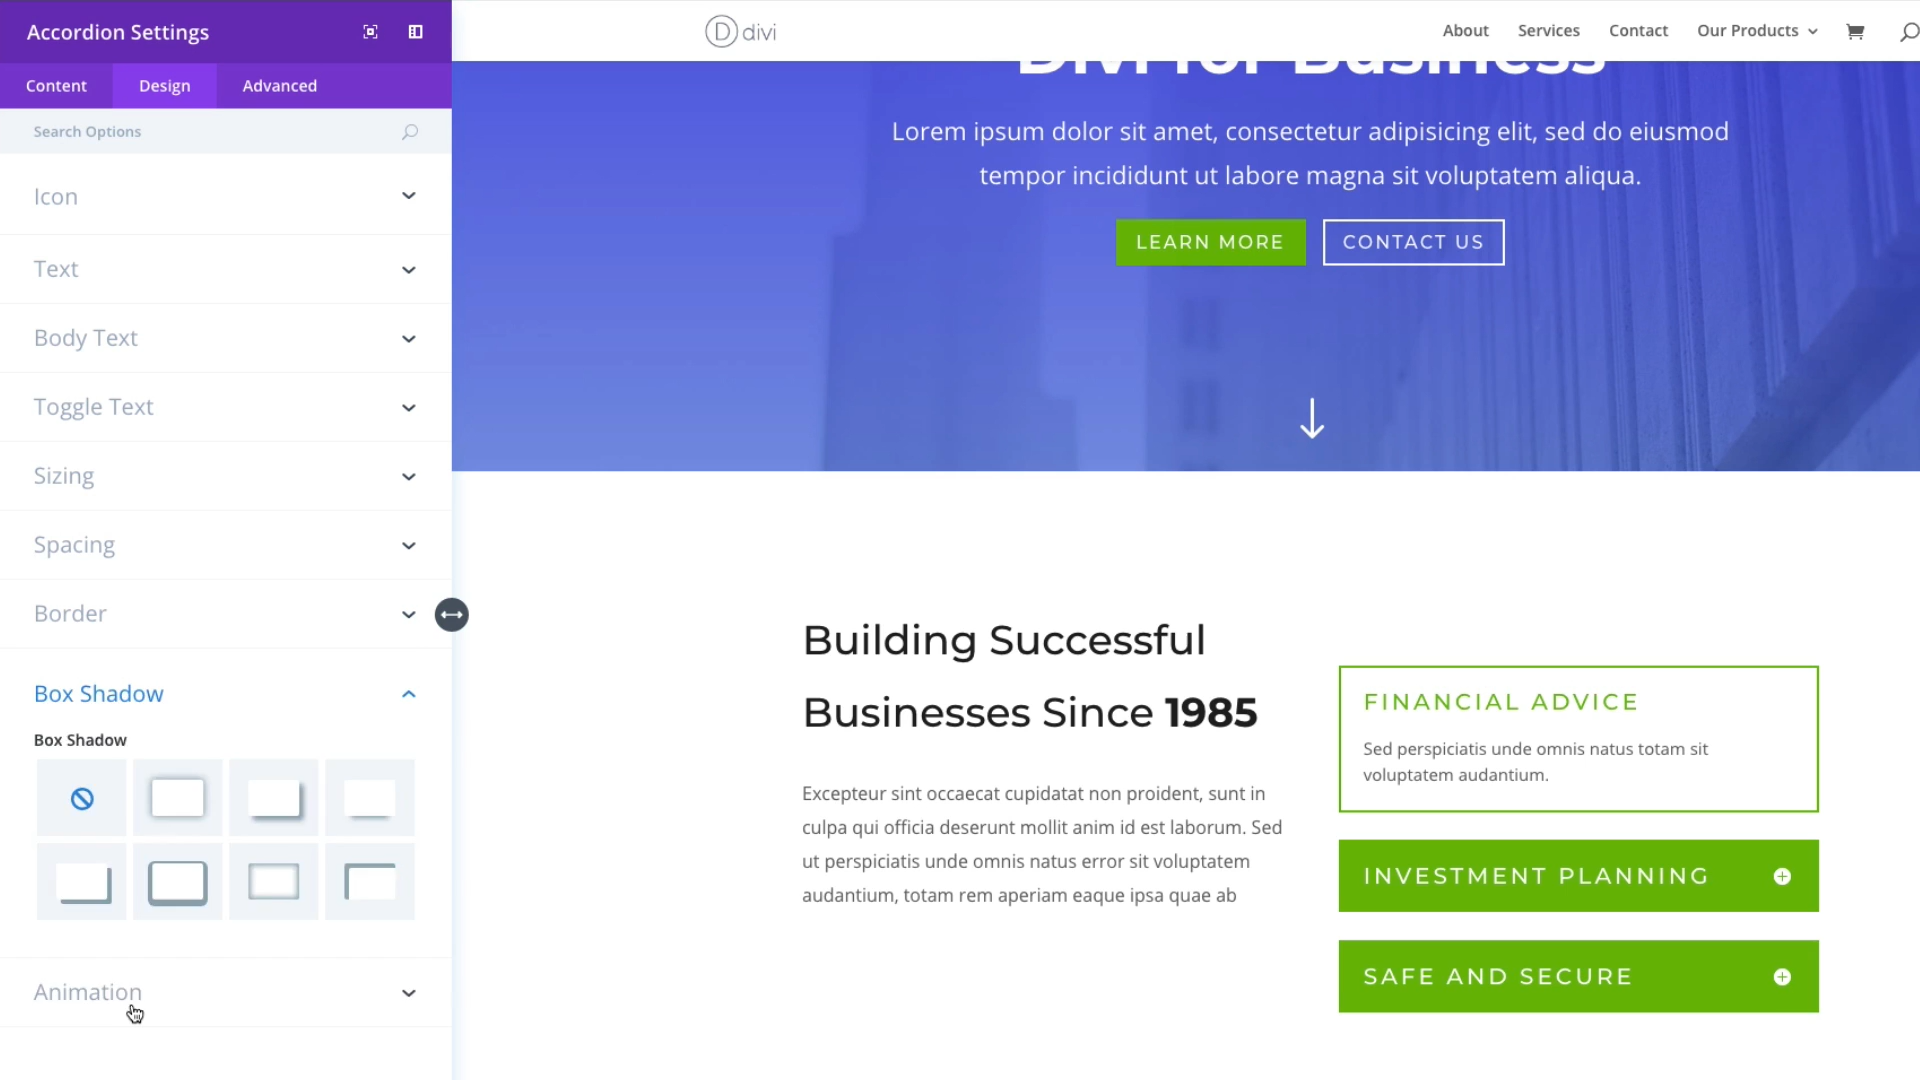 Accordion Settings
Content
Design
Advanced
Search Options
Icon
Text
Body Text
Toggle Text
Sizing
Spacing
Border
Box Shadow
Box Shadow
Animation
D divi
About
Services
Contact
Our Products
Divi for Business
Lorem ipsum dolor sit amet, consectetur adipisicing elit, sed do eiusmod
tempor incididunt ut labore magna sit voluptatem aliqua.
LEARN MORE
CONTACT US
Building Successful
Businesses Since 1985
Excepteur sint occaecat cupidatat non proident, sunt in
culpa qui officia deserunt mollit anim id est laborum. Sed
ut perspiciatis unde omnis natus error sit voluptatem
audantium, totam rem aperiam eaque ipsa quae ab
FINANCIAL ADVICE
Sed perspiciatis unde omnis natus totam sit
voluptatem audantium.
INVESTMENT PLANNING
SAFE AND SECURE